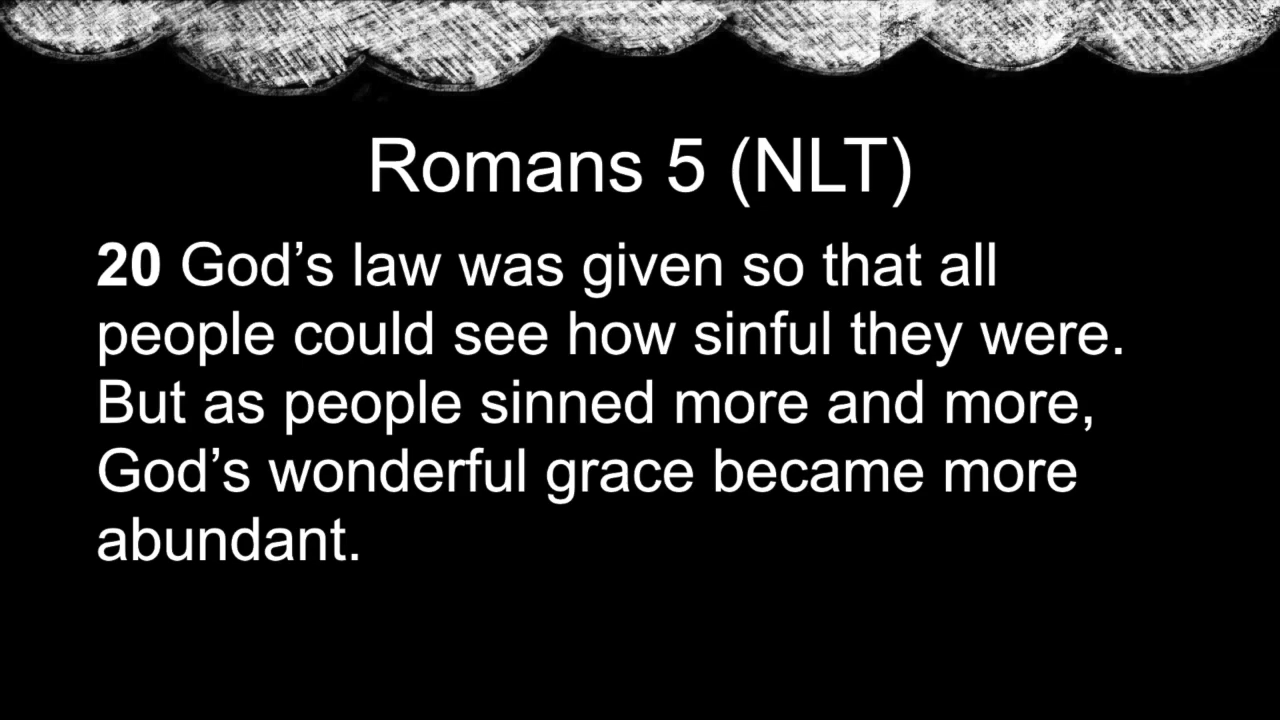 Romans 5 (NLT)
20 God’s law was given so that all
people could see how sinful they were.
But as people sinned more and more,
God’s wonderful grace became more
abundant.